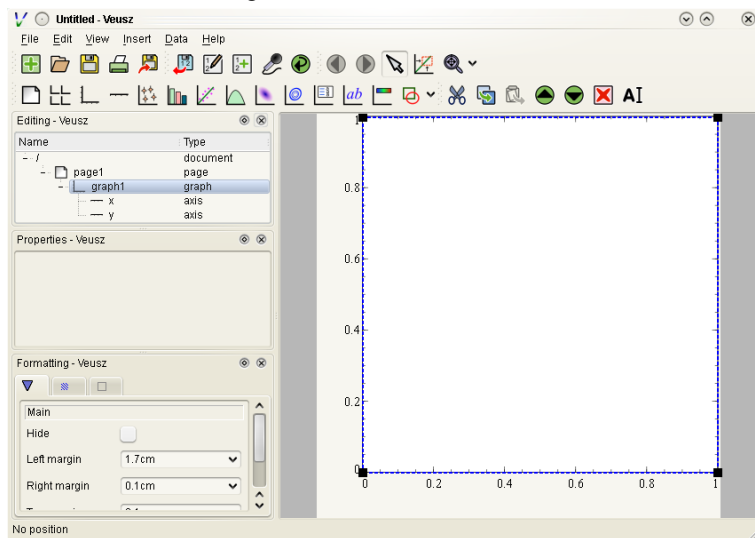 Untitled - Veusz
File Edit View Insert Data Help
ab AI
Editing - Veusz
Name Type
/ document
page1 page
graph1 graph
x axis
y axis
Properties - Veusz
Formatting - Veusz
Main
Hide
Left margin 1.7cm
Right margin 0.1cm
No position
1
0.8
0.6
0.4
0.2
0
0 0.2 0.4 0.6 0.8 1